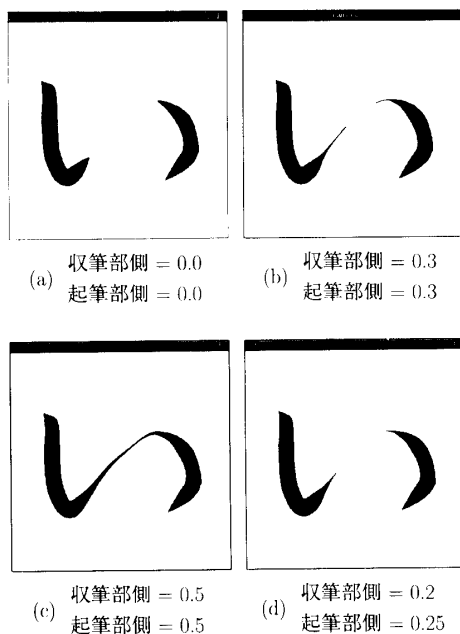 い
い
(a) 収筆部側 = 0.0
起筆部側 = 0.0
(b) 収筆部側 = 0.3
起筆部側 = 0.3
い
い
(c) 収筆部側 = 0.5
起筆部側 = 0.5
(d) 収筆部側 = 0.2
起筆部側 = 0.25